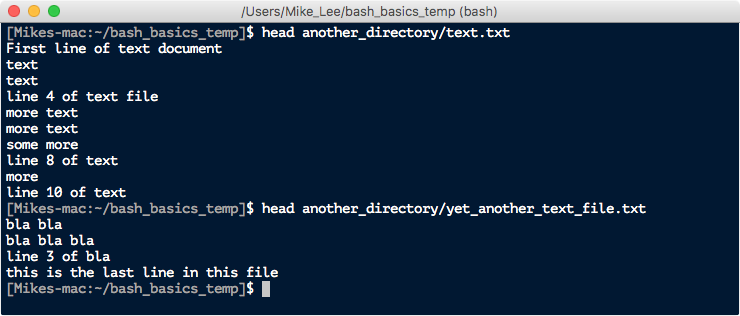 /Users/Mike_Lee/bash_basics_temp (bash)
[Mikes-mac:~/bash_basics_temp]$ head another_directory/text.txt
First line of text document
text
text
line 4 of text file
more text
more text
some more
line 8 of text
more
line 10 of text
[Mikes-mac:~/bash_basics_temp]$ head another_directory/yet_another_text_file.txt
bla bla
bla bla bla
line 3 of bla
this is the last line in this file
[Mikes-mac:~/bash_basics_temp]$